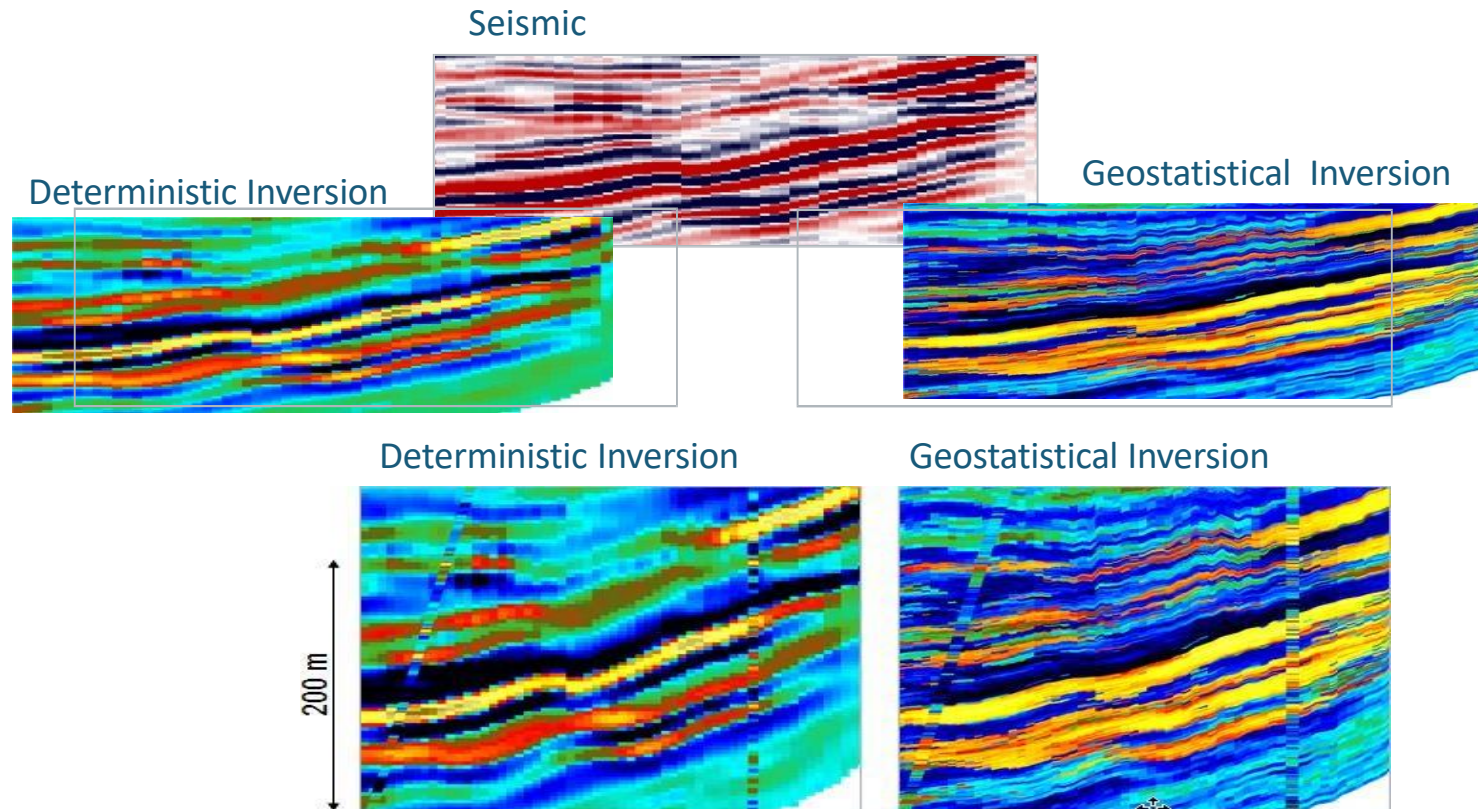 Seismic
Deterministic Inversion
Geostatistical  Inversion
Deterministic Inversion
Geostatistical Inversion
200 m